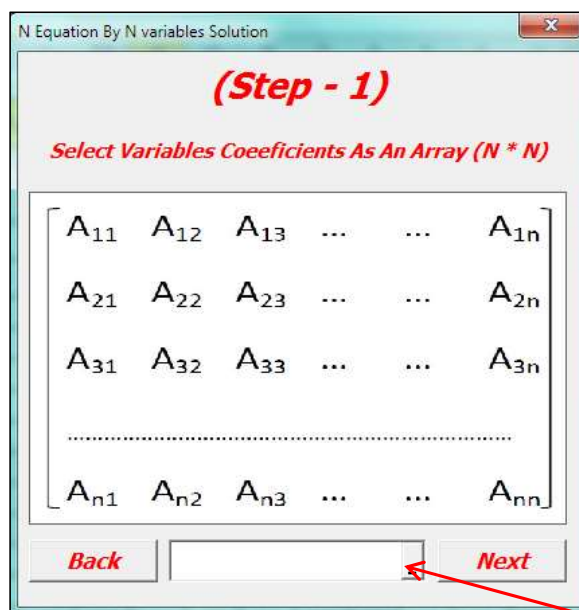 N Equation By N variables Solution
(Step - 1)
Select Variables Coeeficients As An Array (N * N)
A11 A12 A13 ... ... A1n
A21 A22 A23 ... ... A2n
A31 A32 A33 ... ... A3n
................................................................
An1 An2 An3 ... ... Ann
Back Next